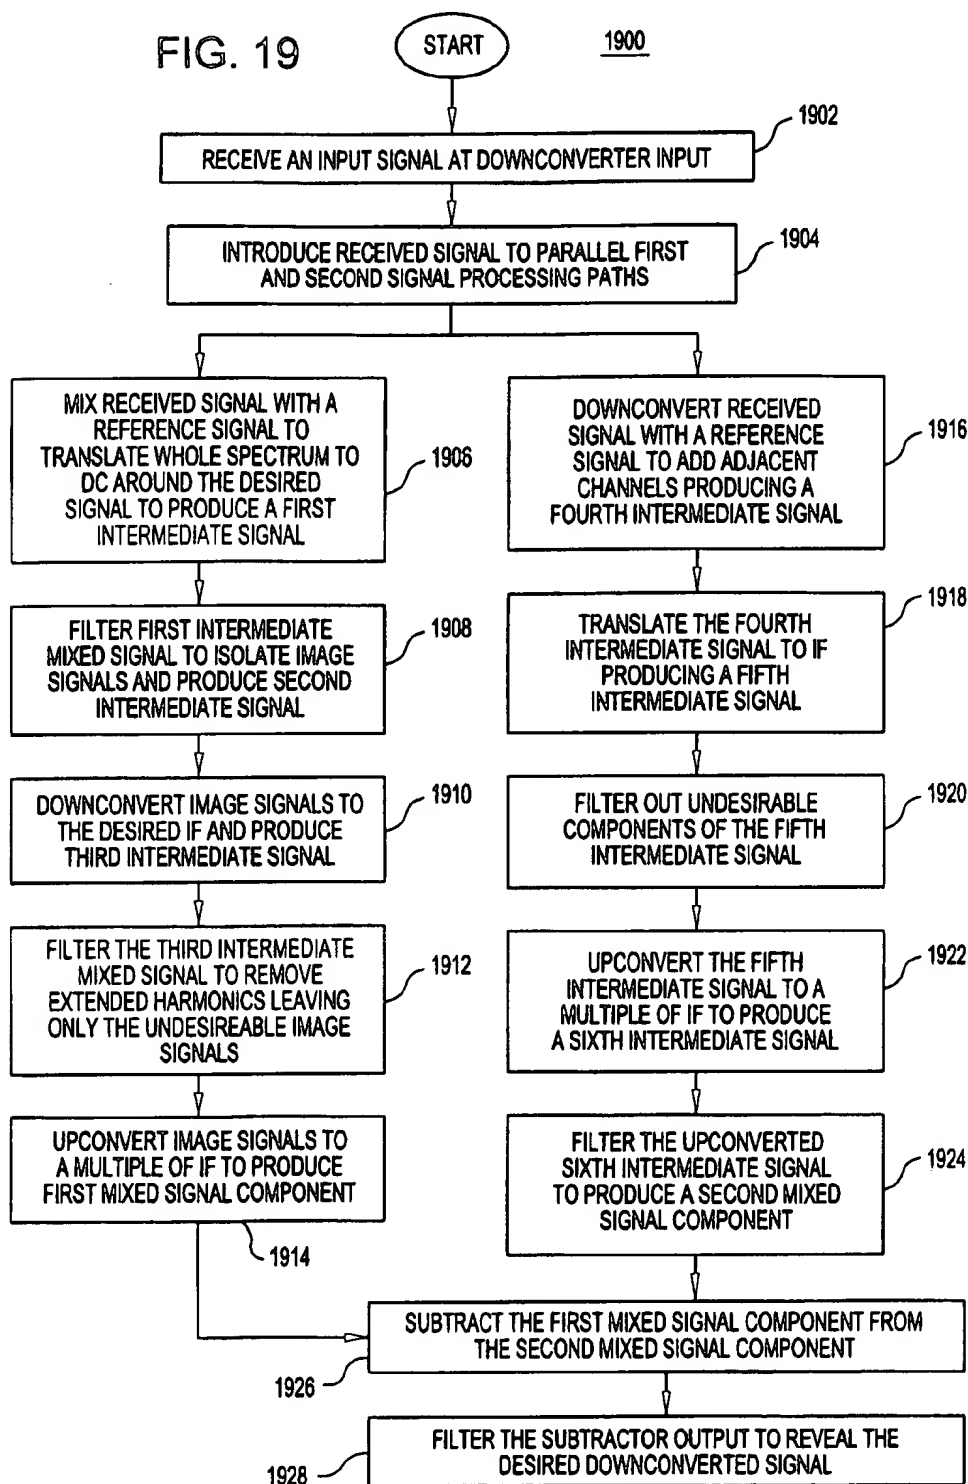 FIG. 19
START
1900
RECEIVE AN INPUT SIGNAL AT DOWNCONVERTER INPUT
1902
INTRODUCE RECEIVED SIGNAL TO PARALLEL FIRST
AND SECOND SIGNAL PROCESSING PATHS
1904
MIX RECEIVED SIGNAL WITH A
REFERENCE SIGNAL TO
TRANSLATE WHOLE SPECTRUM TO
DC AROUND THE DESIRED
SIGNAL TO PRODUCE A FIRST
INTERMEDIATE SIGNAL
1906
FILTER FIRST INTERMEDIATE
MIXED SIGNAL TO ISOLATE IMAGE
SIGNALS AND PRODUCE SECOND
INTERMEDIATE SIGNAL
1908
DOWNCONVERT IMAGE SIGNALS TO
THE DESIRED IF AND PRODUCE
THIRD INTERMEDIATE SIGNAL
1910
FILTER THE THIRD INTERMEDIATE
MIXED SIGNAL TO REMOVE
EXTENDED HARMONICS LEAVING
ONLY THE UNDESIREABLE IMAGE
SIGNALS
1912
UPCONVERT IMAGE SIGNALS TO
A MULTIPLE OF IF TO PRODUCE
FIRST MIXED SIGNAL COMPONENT
1914
DOWNCONVERT RECEIVED
SIGNAL WITH A REFERENCE
SIGNAL TO ADD ADJACENT
CHANNELS PRODUCING A
FOURTH INTERMEDIATE SIGNAL
1916
TRANSLATE THE FOURTH
INTERMEDIATE SIGNAL TO IF
PRODUCING A FIFTH
INTERMEDIATE SIGNAL
1918
FILTER OUT UNDESIRABLE
COMPONENTS OF THE FIFTH
INTERMEDIATE SIGNAL
1920
UPCONVERT THE FIFTH
INTERMEDIATE SIGNAL TO A
MULTIPLE OF IF TO PRODUCE
A SIXTH INTERMEDIATE SIGNAL
1922
FILTER THE UPCONVERTED
SIXTH INTERMEDIATE SIGNAL
TO PRODUCE A SECOND MIXED
SIGNAL COMPONENT
1924
SUBTRACT THE FIRST MIXED SIGNAL COMPONENT FROM
THE SECOND MIXED SIGNAL COMPONENT
1926
FILTER THE SUBTRACTOR OUTPUT TO REVEAL THE
DESIRED DOWNCONVERTED SIGNAL
1928